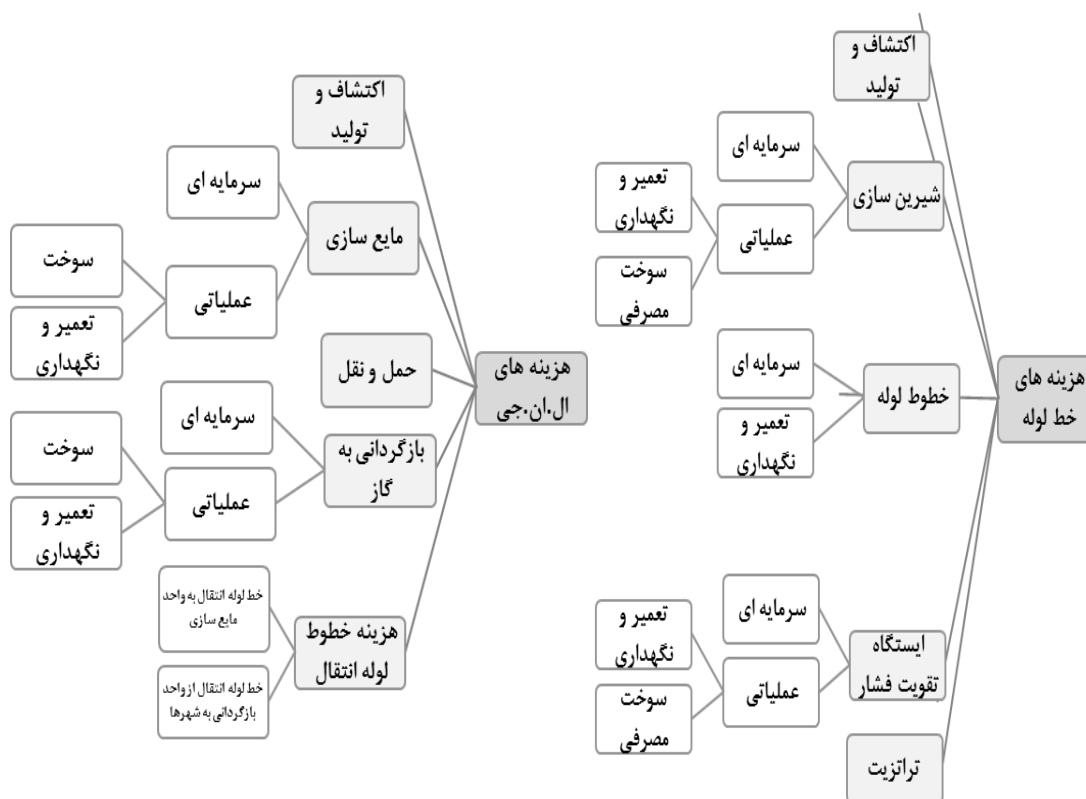 اکتشاف و
تولید
سرمایه ای
شیرین سازی
تعمیر و
نگهداری
عملیاتی
سوخت
مصرفی
هزینه های
خط لوله
سرمایه ای
خطوط لوله
تعمیر و
نگهداری
سرمایه ای
ایستگاه
تقویت فشار
تعمیر و
نگهداری
عملیاتی
سوخت
مصرفی
تراتزیت
اکتشاف و
تولید
سرمایه ای
مایع سازی
سوخت
عملیاتی
تعمیر و
نگهداری
حمل و نقل
هزینه های
ال.ان.جی
سرمایه ای
بازگردانی به
گاز
سوخت
عملیاتی
تعمیر و
نگهداری
خط لوله انتقال به واحد
مایع سازی
هزینه خطوط
لوله انتقال
خط لوله انتقال از واحد
بازگردانی به شهرها